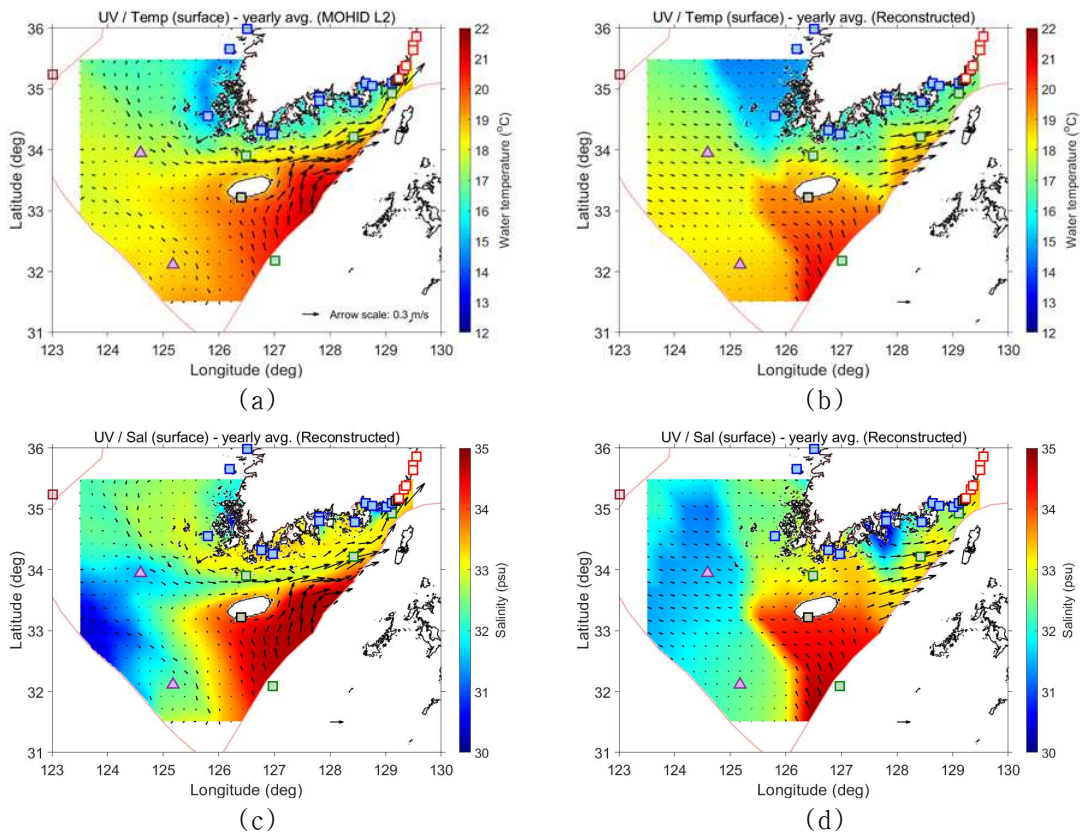 UV / Temp (surface) - yearly avg. (MOHID L2)
36
35
34
33
32
31
Latitude (deg)
123 124 125 126 127 128 129 130
Longitude (deg)
Arrow scale: 0.3 m/s
22
21
20
19
18
17
16
15
14
13
12
Water temperature (°C)
(a)
UV / Temp (surface) - yearly avg. (Reconstructed)
36
35
34
33
32
31
Latitude (deg)
123 124 125 126 127 128 129 130
Longitude (deg)
22
21
20
19
18
17
16
15
14
13
12
Water temperature (°C)
(b)
UV / Sal (surface) - yearly avg. (Reconstructed)
36
35
34
33
32
31
Latitude (deg)
123 124 125 126 127 128 129 130
Longitude (deg)
35
34
33
32
31
30
Salinity (psu)
(c)
UV / Sal (surface) - yearly avg. (Reconstructed)
36
35
34
33
32
31
Latitude (deg)
123 124 125 126 127 128 129 130
Longitude (deg)
35
34
33
32
31
30
Salinity (psu)
(d)